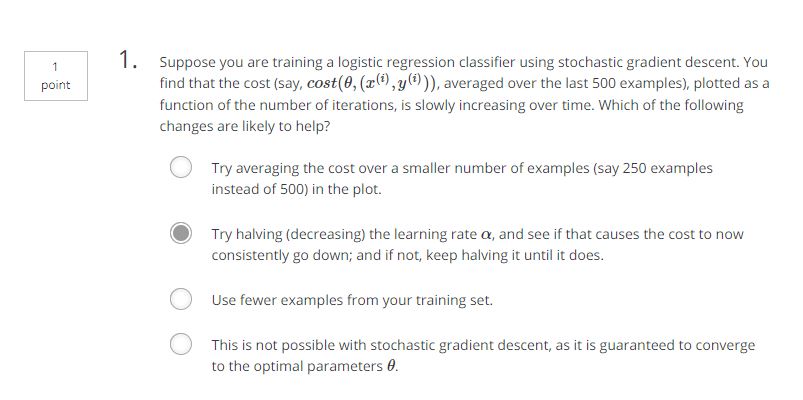 1
point
1.
Suppose you are training a logistic regression classifier using stochastic gradient descent. You
find that the cost (say, cost(θ, (x⁽ⁱ⁾, y⁽ⁱ⁾)), averaged over the last 500 examples), plotted as a
function of the number of iterations, is slowly increasing over time. Which of the following
changes are likely to help?
Try averaging the cost over a smaller number of examples (say 250 examples
instead of 500) in the plot.
Try halving (decreasing) the learning rate α, and see if that causes the cost to now
consistently go down; and if not, keep halving it until it does.
Use fewer examples from your training set.
This is not possible with stochastic gradient descent, as it is guaranteed to converge
to the optimal parameters θ.